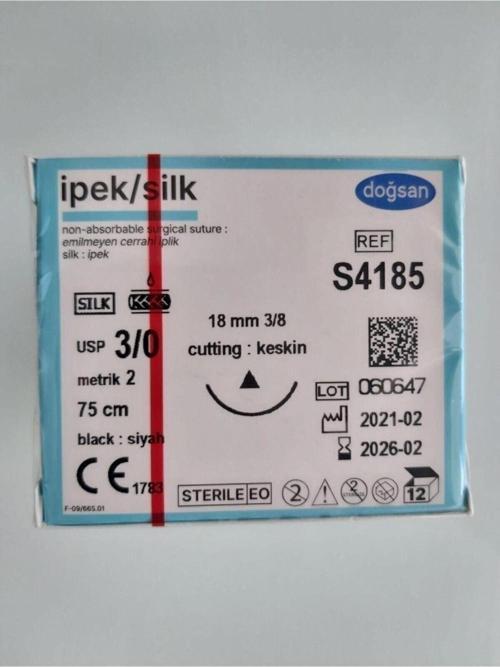 ipek/silk
doğsan
non-absorbable surgical suture :
emilmeyen cerrahi iplik
silk : ipek
REF
S4185
SILK
18 mm 3/8
USP 3/0
cutting : keskin
metrik 2
LOT 060647
75 cm
2021-02
black : siyah
2026-02
CE 1783
STERILE EO
2
2
12
F-09/665.01